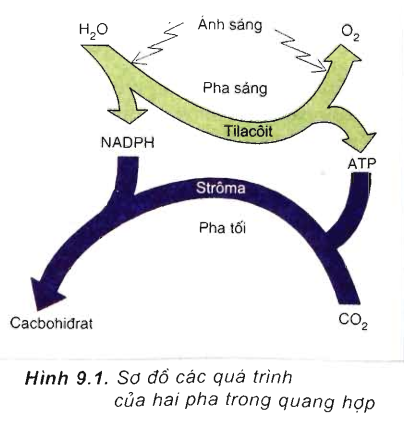 H₂O
Ánh sáng
O₂
Pha sáng
Tilacôit
NADPH
ATP
Strôma
Pha tối
Cacbohiđrat
CO₂
Hình 9.1. Sơ đồ các quá trình
của hai pha trong quang hợp